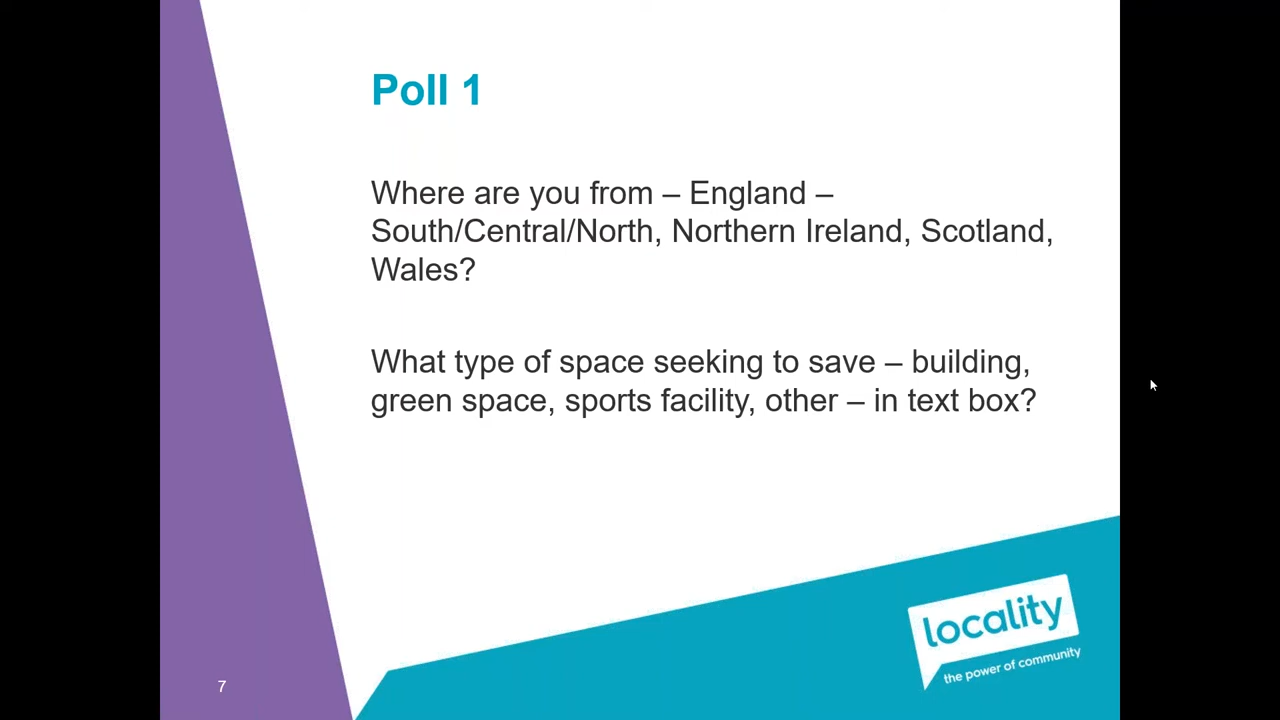 Poll 1
Where are you from – England –
South/Central/North, Northern Ireland, Scotland,
Wales?
What type of space seeking to save – building,
green space, sports facility, other – in text box?
locality
the power of community
7